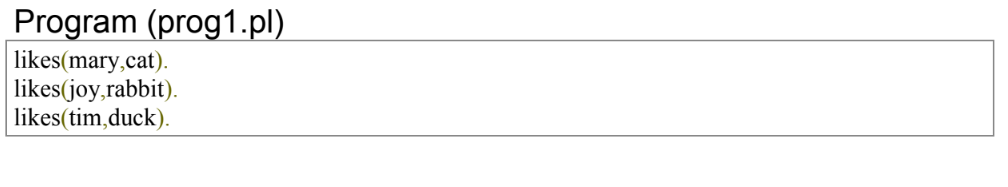 Program (prog1.pl)
likes(mary,cat).
likes(joy,rabbit).
likes(tim,duck).